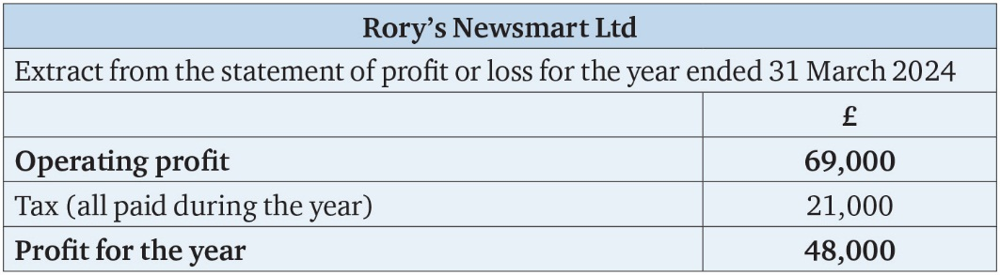 Rory’s Newsmart Ltd
Extract from the statement of profit or loss for the year ended 31 March 2024
£
Operating profit 69,000
Tax (all paid during the year) 21,000
Profit for the year 48,000